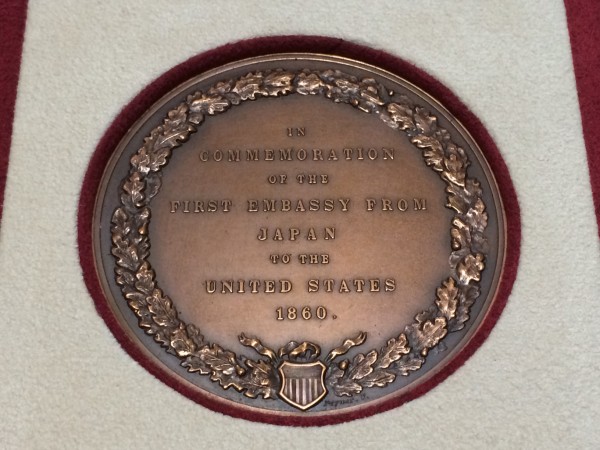 IN
COMMEMORATION
OF THE
FIRST EMBASSY FROM
JAPAN
TO THE
UNITED STATES
1860.